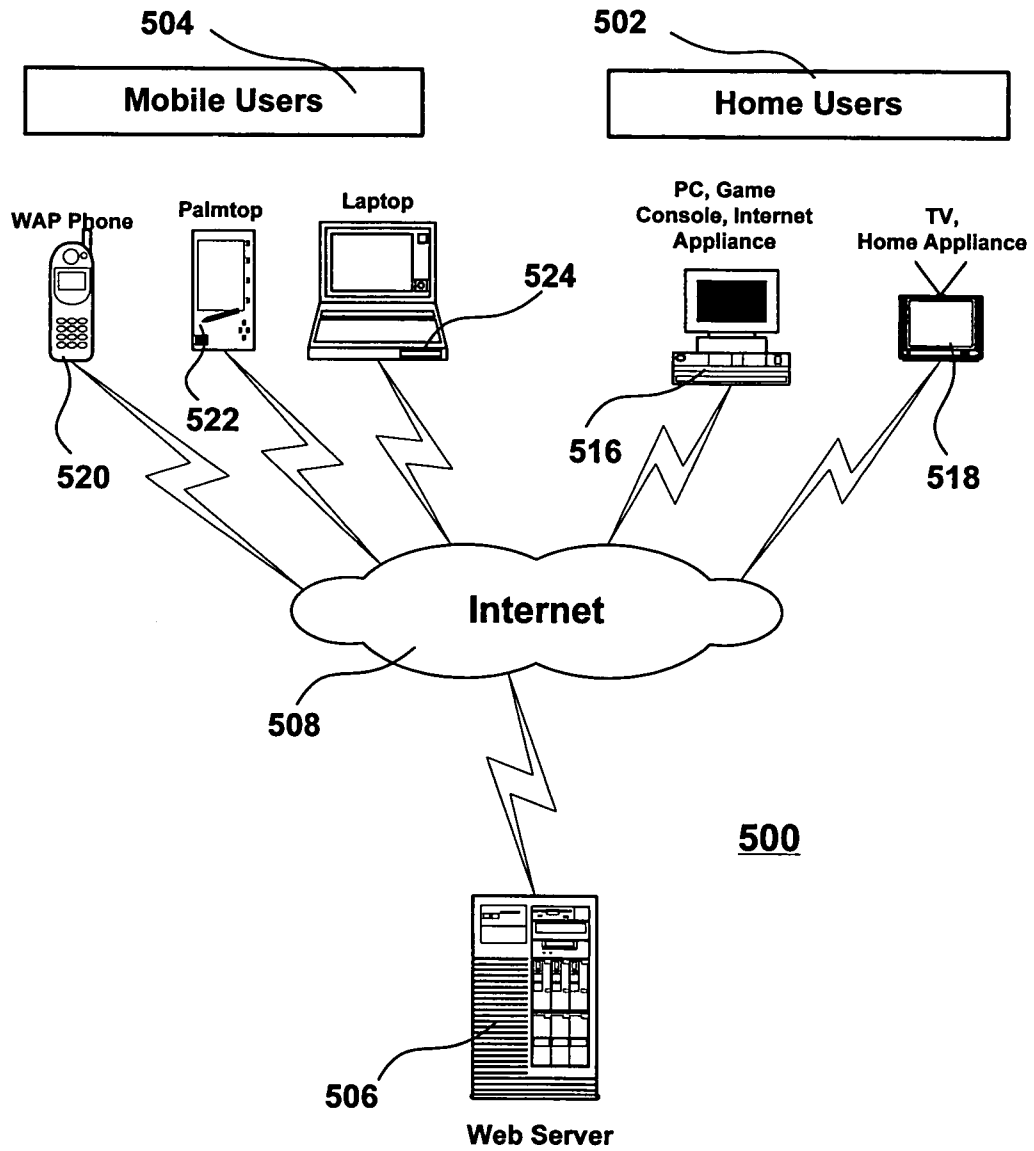 504
502
Mobile Users
Home Users
WAP Phone
Palmtop
Laptop
PC, Game
Console, Internet
Appliance
TV,
Home Appliance
524
522
520
516
518
Internet
508
500
506
Web Server